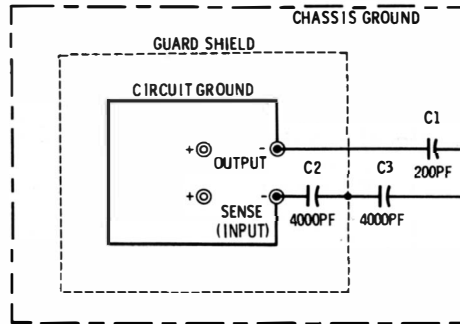 CHASSIS GROUND
GUARD SHIELD
CIRCUIT GROUND
C1
+ - OUTPUT
200PF
C2 C3
+ -
SENSE
(INPUT)
4000PF 4000PF